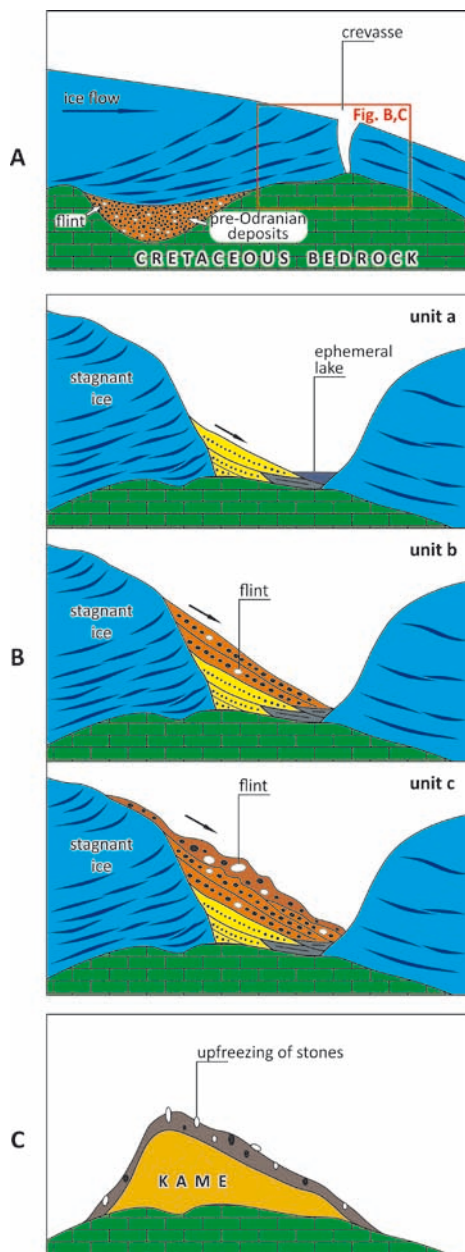 crevasse
ice flow
Fig. B,C
A
flint
pre-Odranian
deposits
CRETACEOUS BEDROCK
unit a
ephemeral
lake
stagnant
ice
unit b
flint
stagnant
ice
B
unit c
flint
stagnant
ice
upfreezing of stones
C
KAME